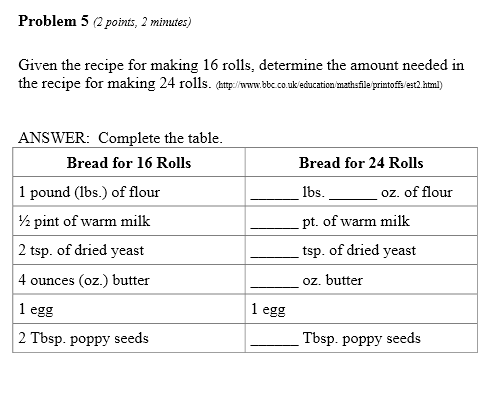 Problem 5 (2 points, 2 minutes)
Given the recipe for making 16 rolls, determine the amount needed in
the recipe for making 24 rolls. (http://www.bbc.co.uk/education/mathsfile/printoffs/est2.html)
ANSWER: Complete the table.
Bread for 16 Rolls Bread for 24 Rolls
1 pound (lbs.) of flour ______ lbs. ______ oz. of flour
½ pint of warm milk ______ pt. of warm milk
2 tsp. of dried yeast ______ tsp. of dried yeast
4 ounces (oz.) butter ______ oz. butter
1 egg 1 egg
2 Tbsp. poppy seeds ______ Tbsp. poppy seeds